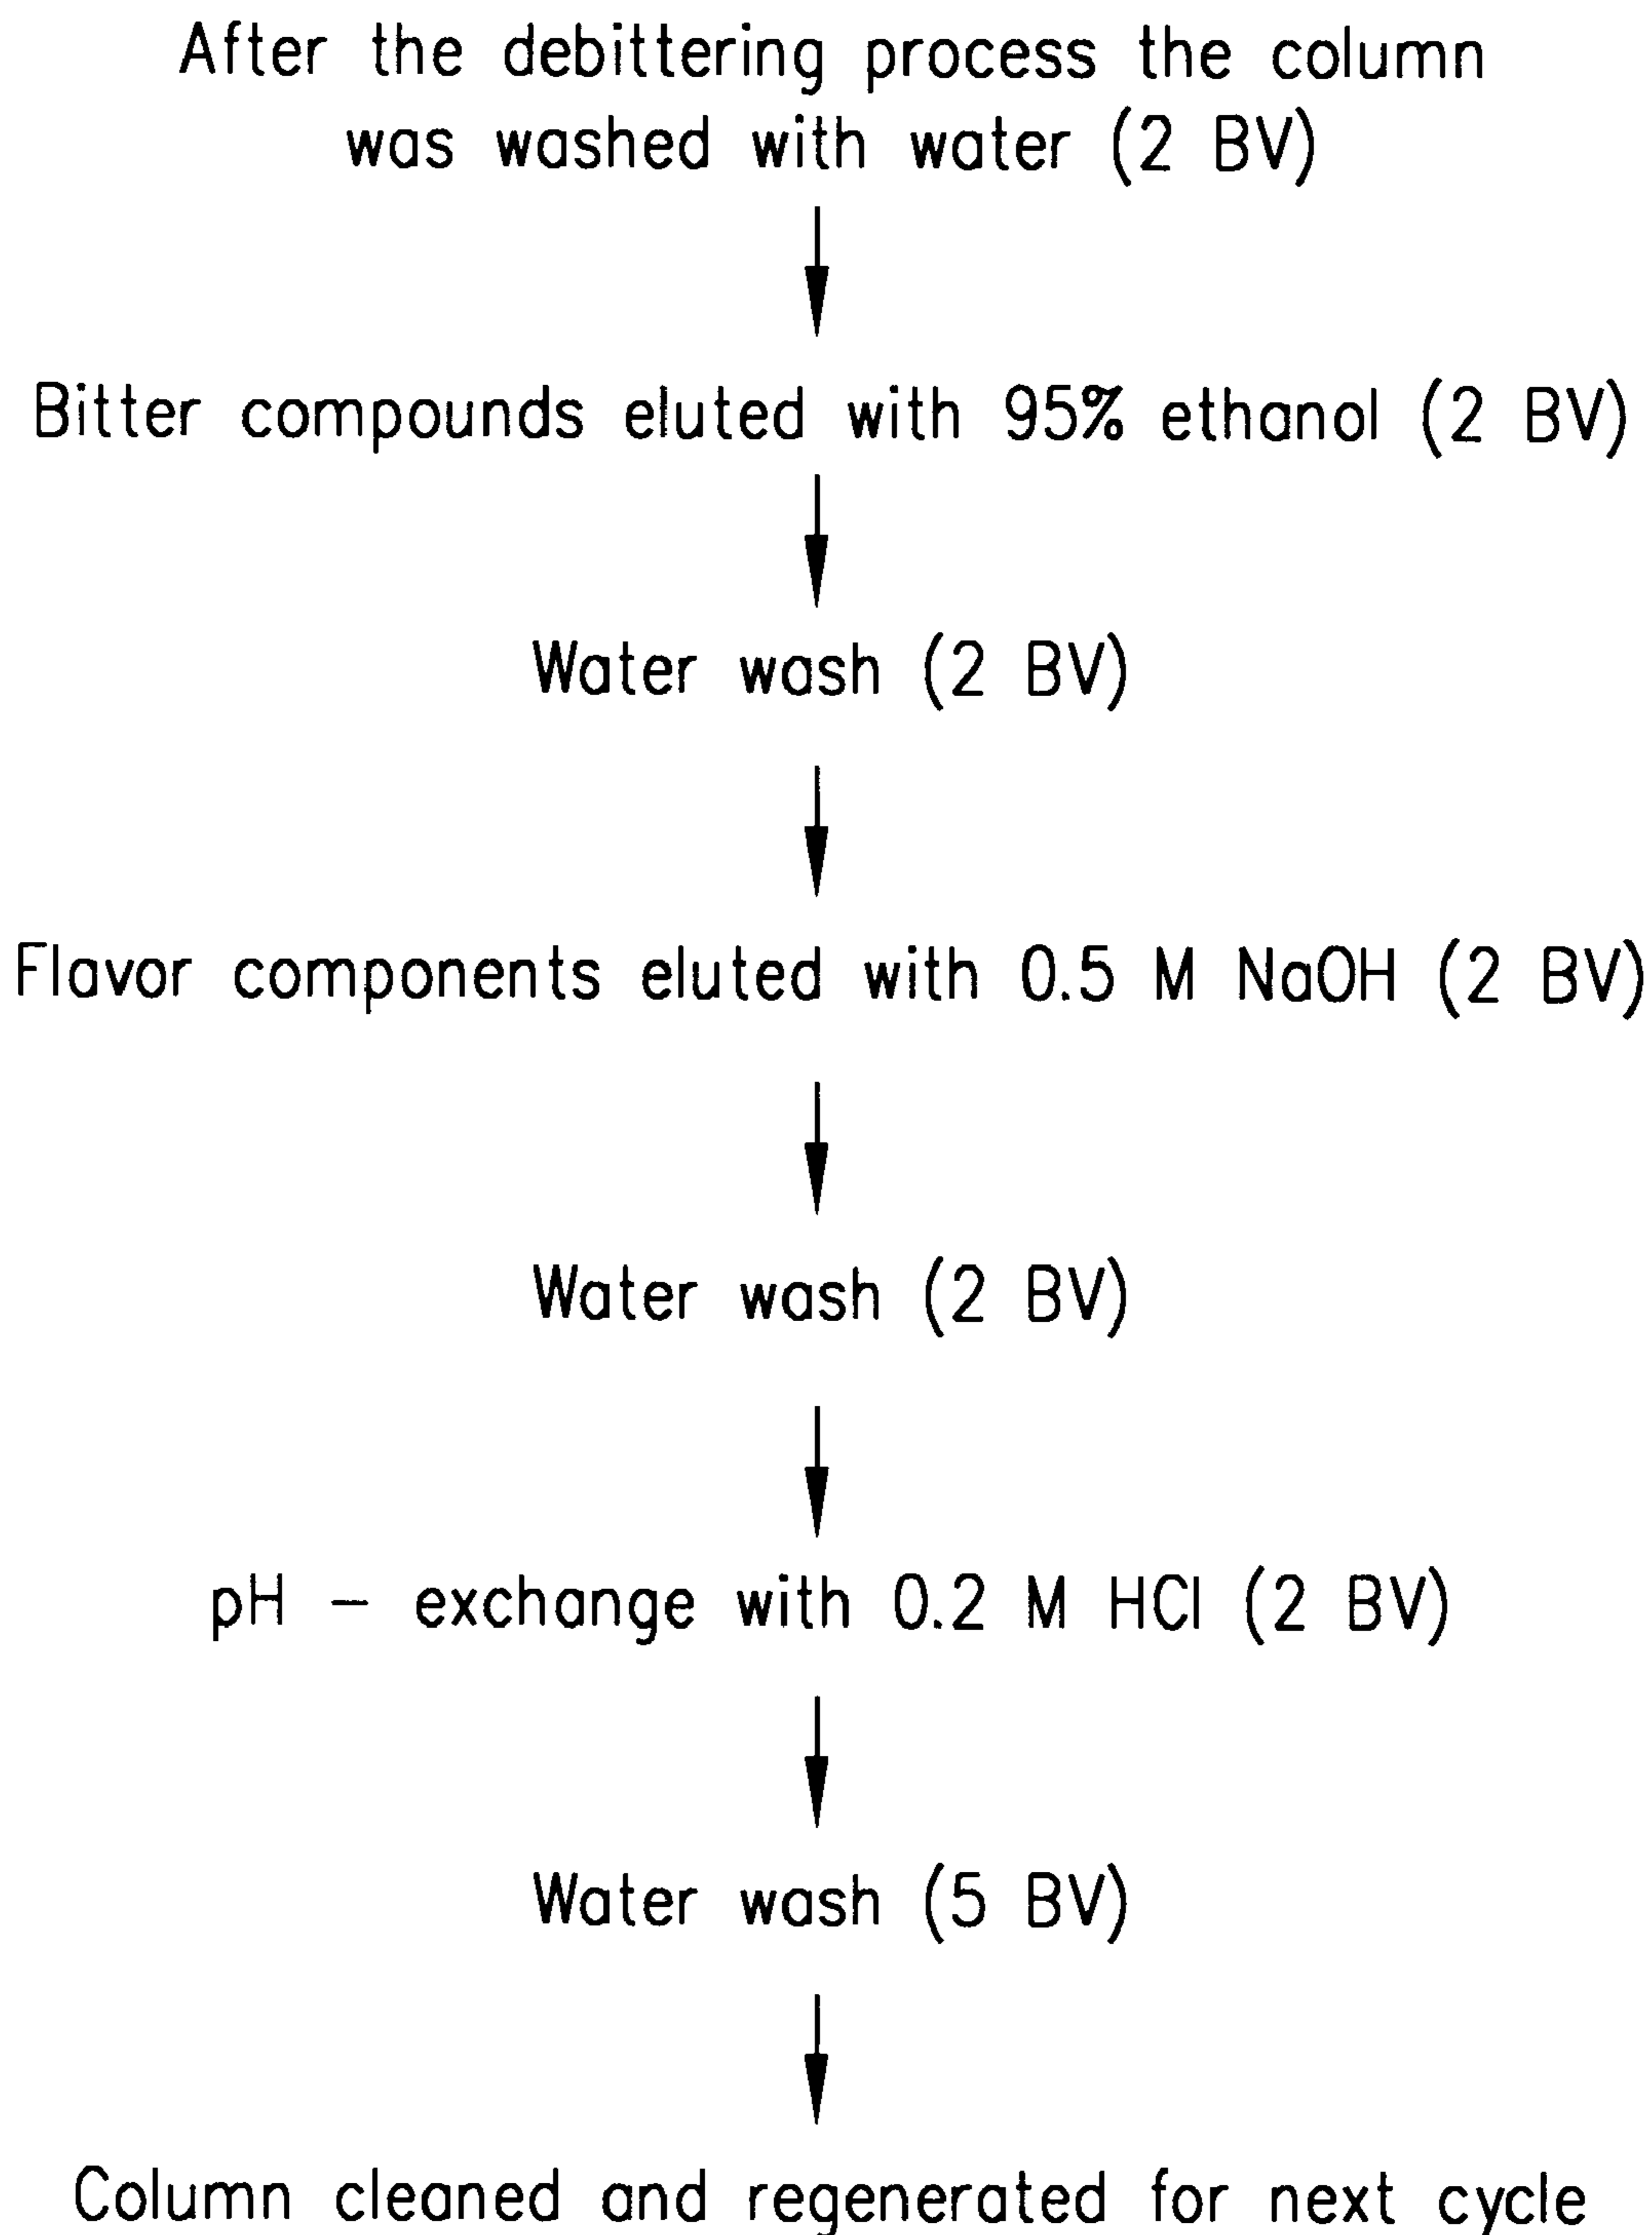 After the debittering process the column
was washed with water (2 BV)
Bitter compounds eluted with 95% ethanol (2 BV)
Water wash (2 BV)
Flavor components eluted with 0.5 M NaOH (2 BV)
Water wash (2 BV)
pH – exchange with 0.2 M HCl (2 BV)
Water wash (5 BV)
Column cleaned and regenerated for next cycle